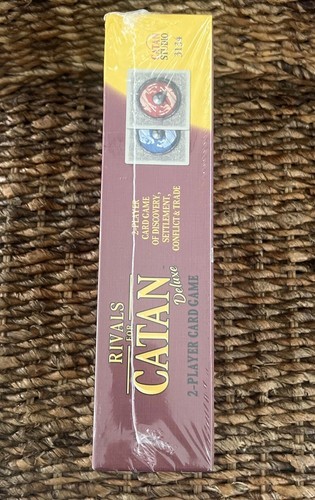 RIVALS
FOR
CATAN
Deluxe
2-PLAYER CARD GAME
2-PLAYER
CARD GAME
OF DISCOVERY,
SETTLEMENT,
CONFLICT & TRADE
CATAN
STUDIO
3124